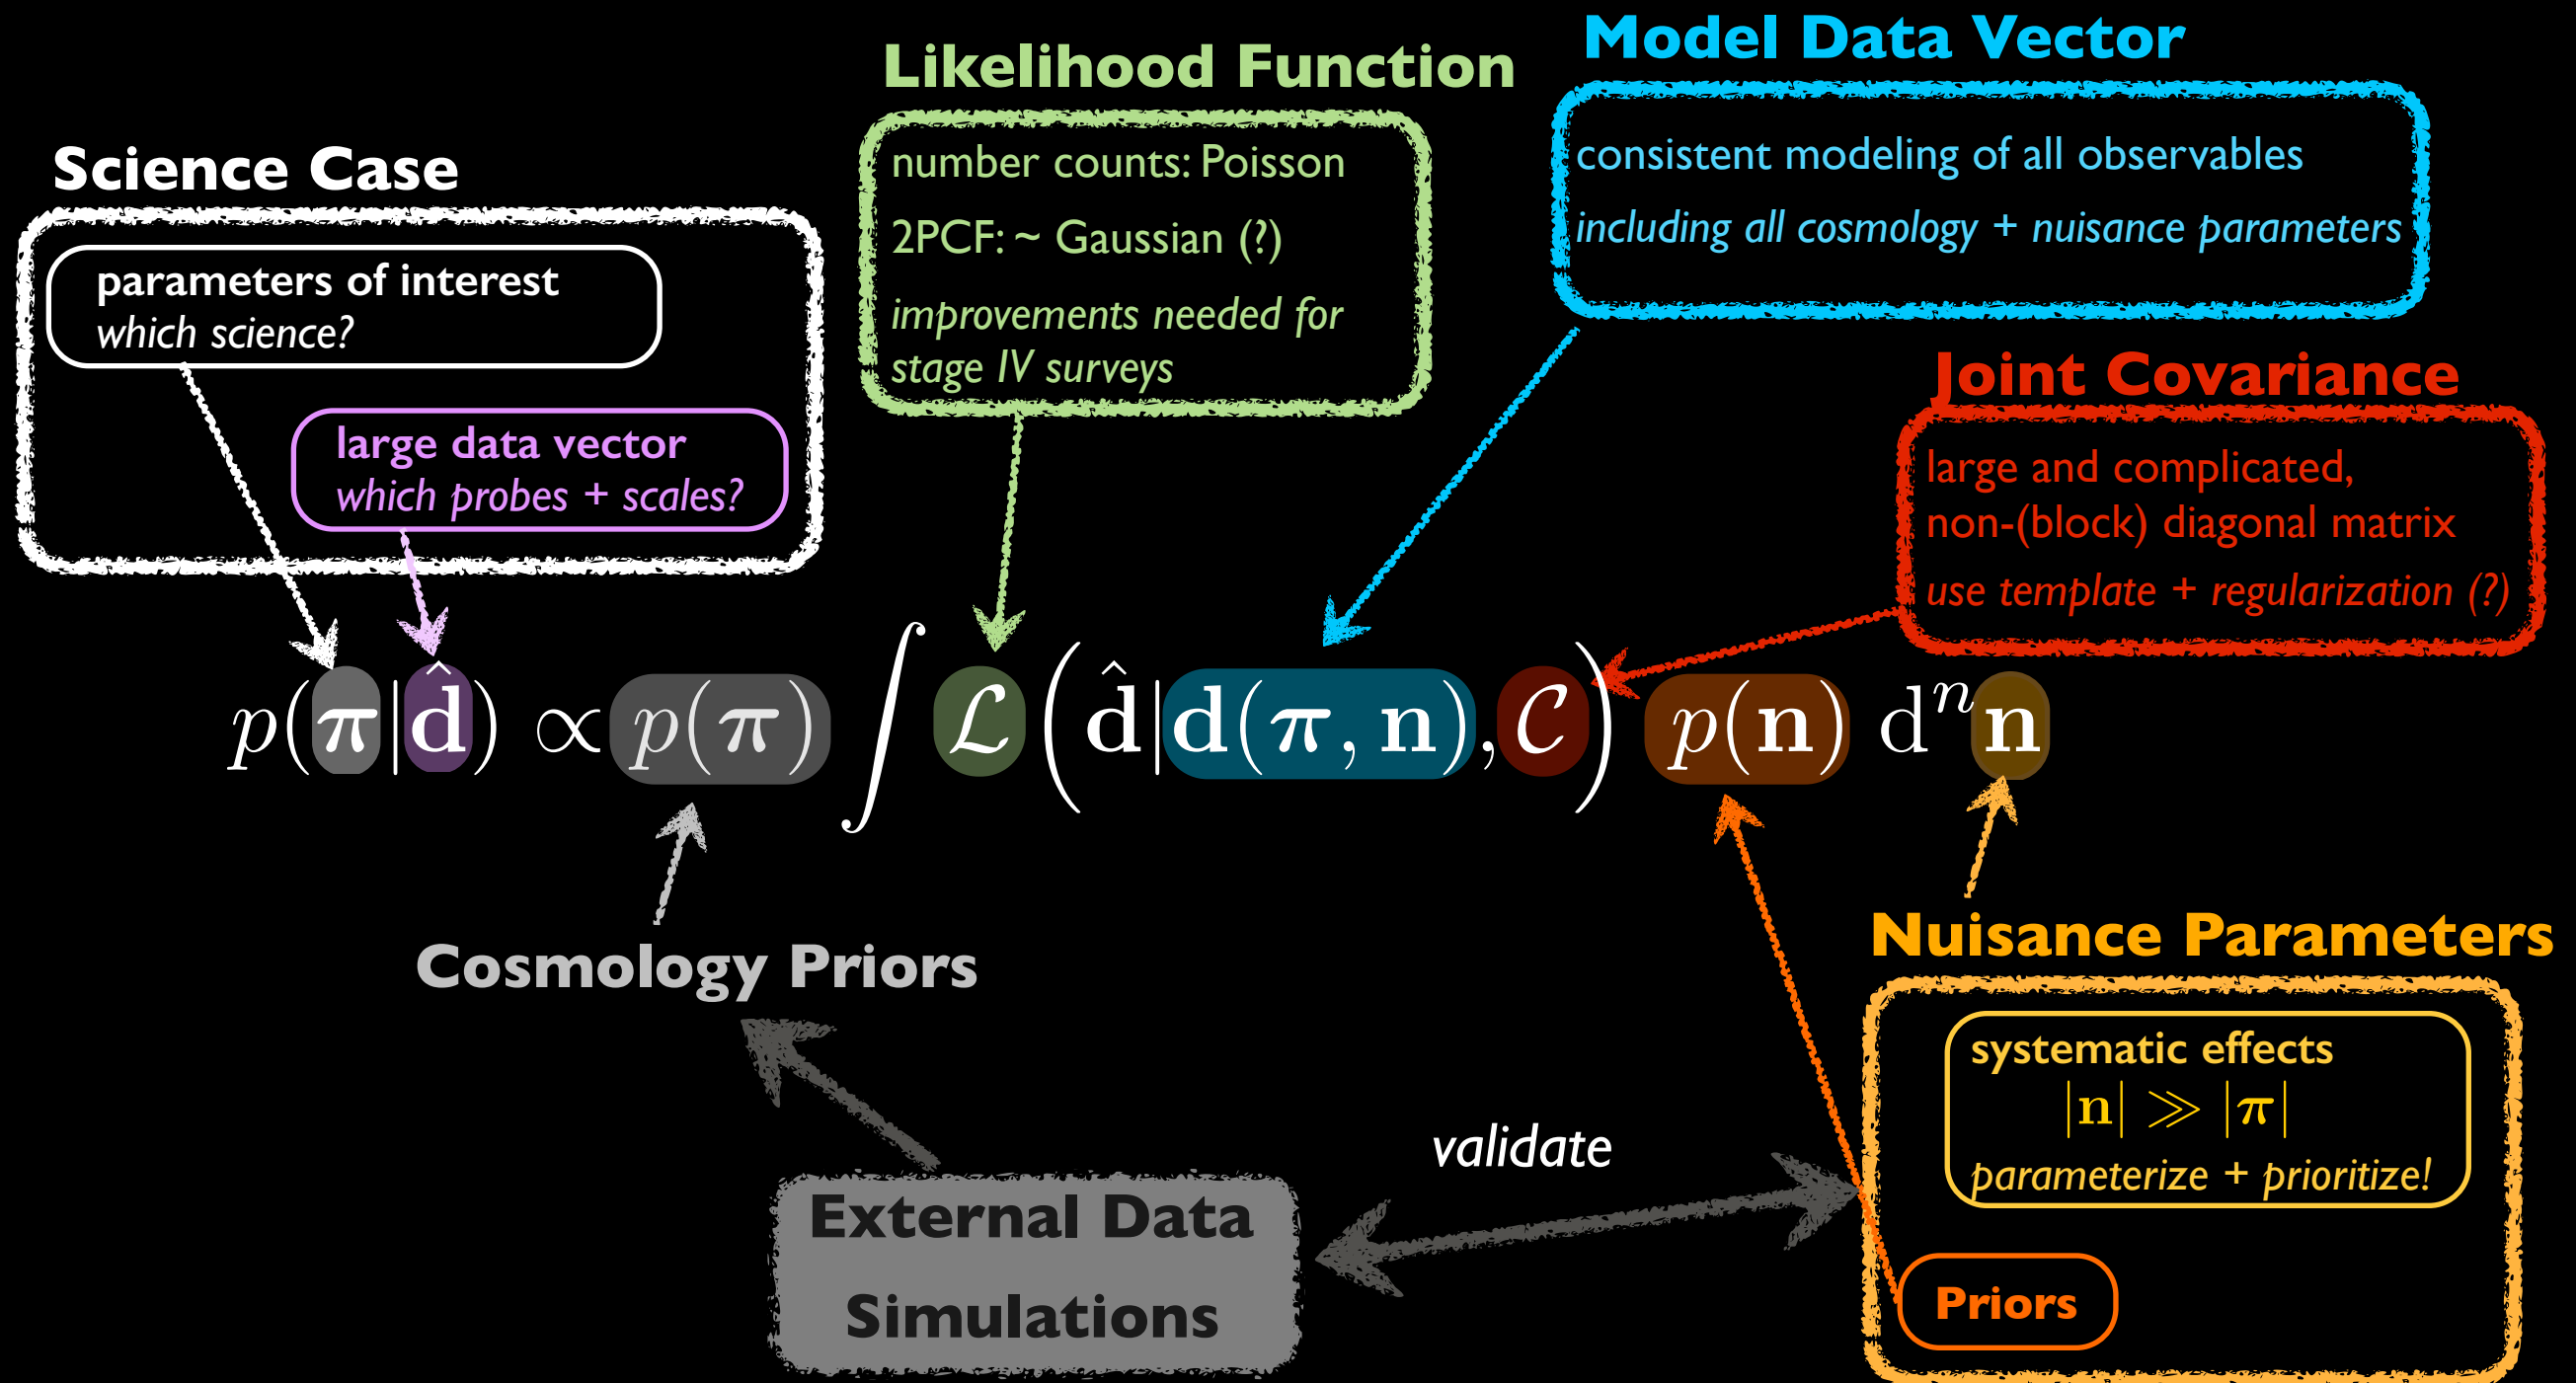 Science Case
parameters of interest
which science?
large data vector
which probes + scales?
Likelihood Function
number counts: Poisson
2PCF: ~ Gaussian (?)
improvements needed for
stage IV surveys
Model Data Vector
consistent modeling of all observables
including all cosmology + nuisance parameters
Joint Covariance
large and complicated,
non-(block) diagonal matrix
use template + regularization (?)
p(π|d̂) ∝ p(π) ∫ ℒ(d̂|d(π, n), 𝒞) p(n) dⁿn
Cosmology Priors
External Data
Simulations
validate
Nuisance Parameters
systematic effects
|n| ≫ |π|
parameterize + prioritize!
Priors